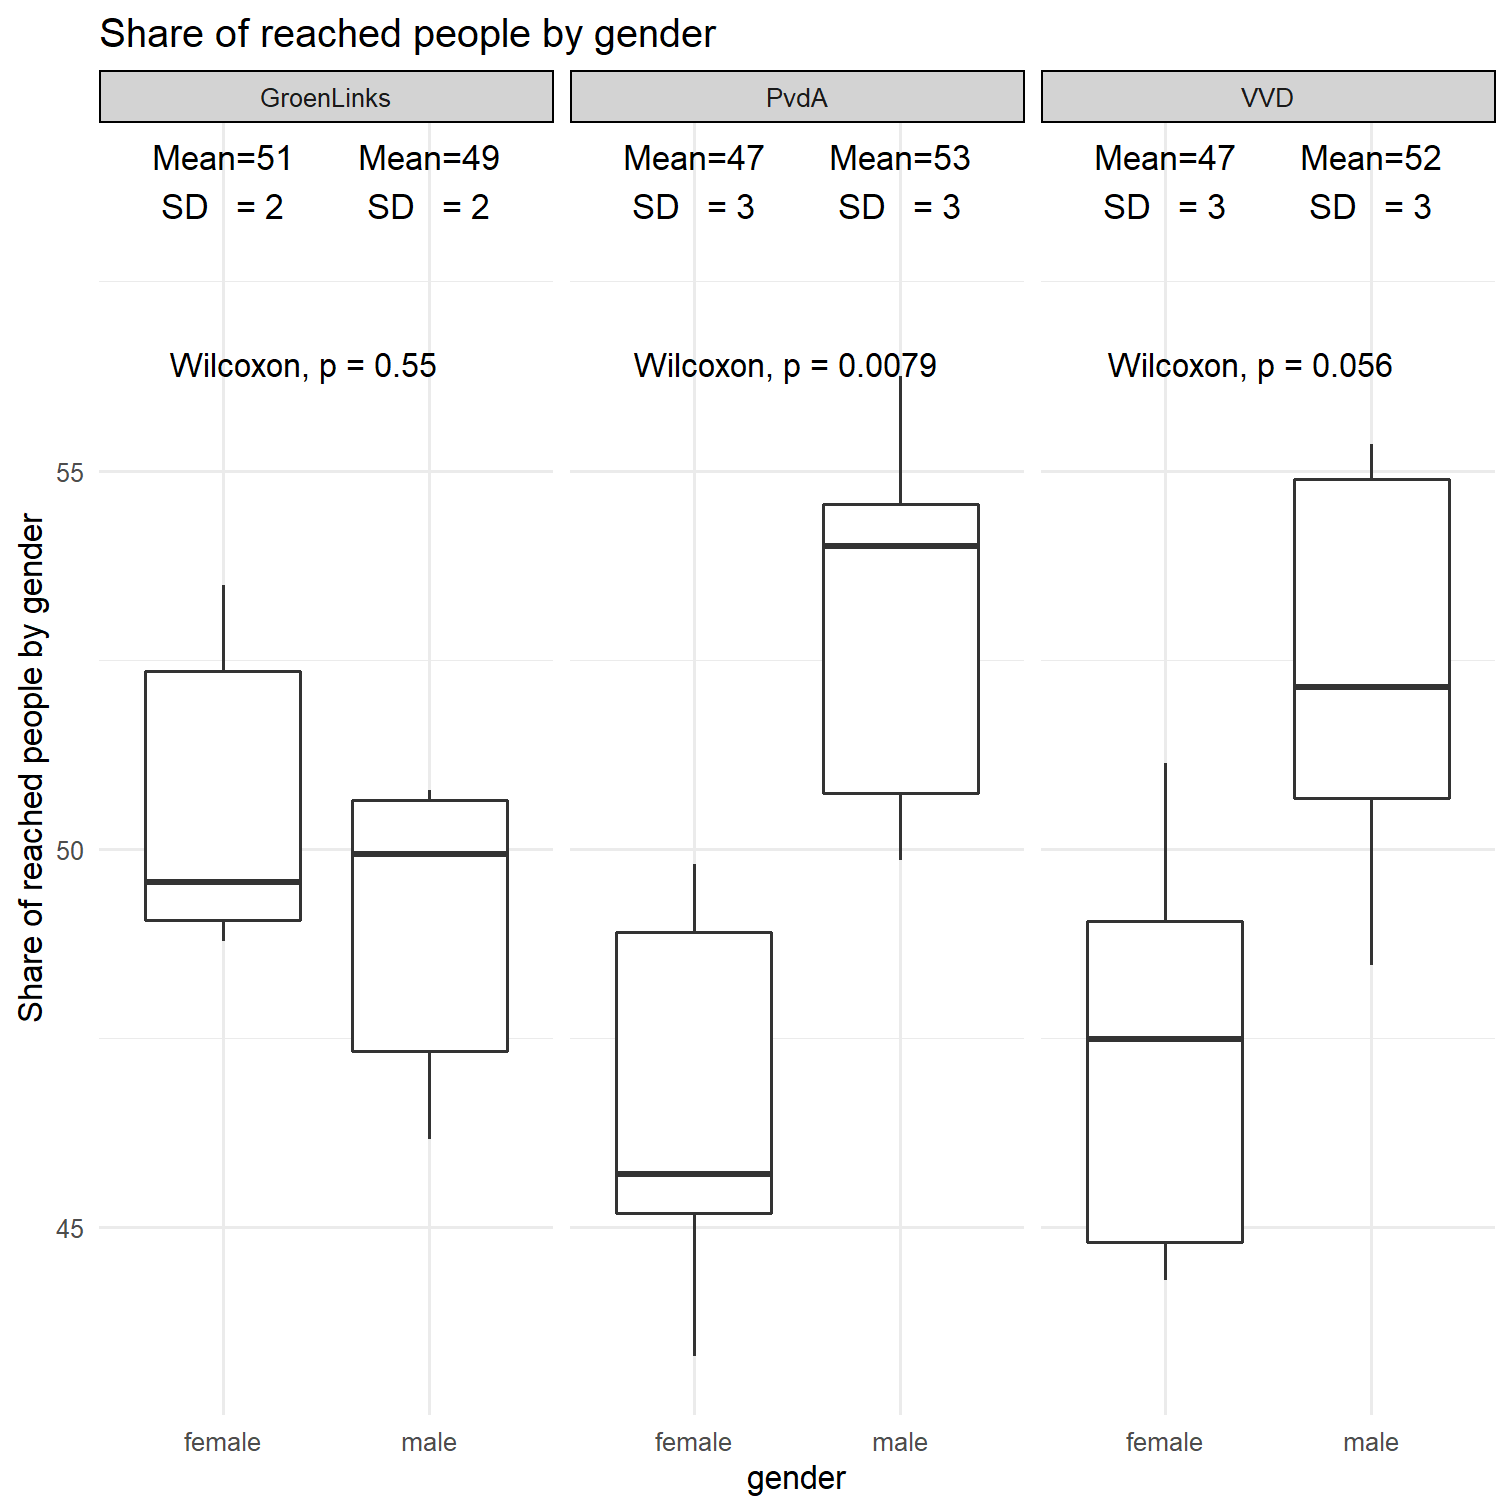 Share of reached people by gender
GroenLinks PvdA VVD
Mean=51 Mean=49 Mean=47 Mean=53 Mean=47 Mean=52
SD = 2 SD = 2 SD = 3 SD = 3 SD = 3 SD = 3
Wilcoxon, p = 0.55 Wilcoxon, p = 0.0079 Wilcoxon, p = 0.056
55
50
45
Share of reached people by gender
female male female male female male
gender